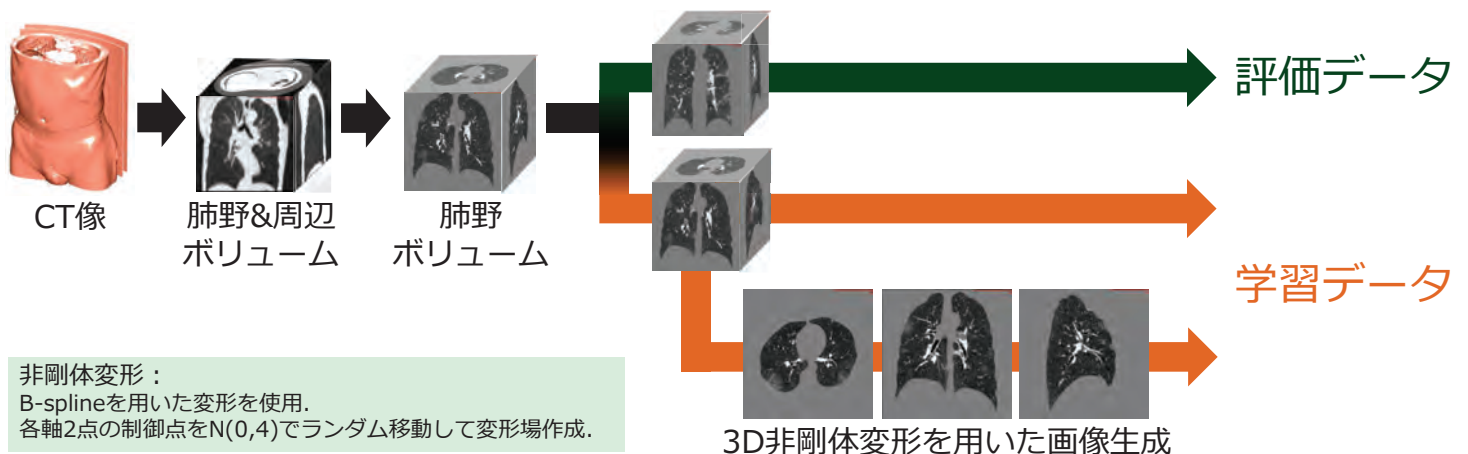 評価データ
CT像
肺野&周辺
ボリューム
肺野
ボリューム
学習データ
非剛体変形：
B-splineを用いた変形を使用.
各軸2点の制御点をN(0,4)でランダム移動して変形場作成.
3D非剛体変形を用いた画像生成